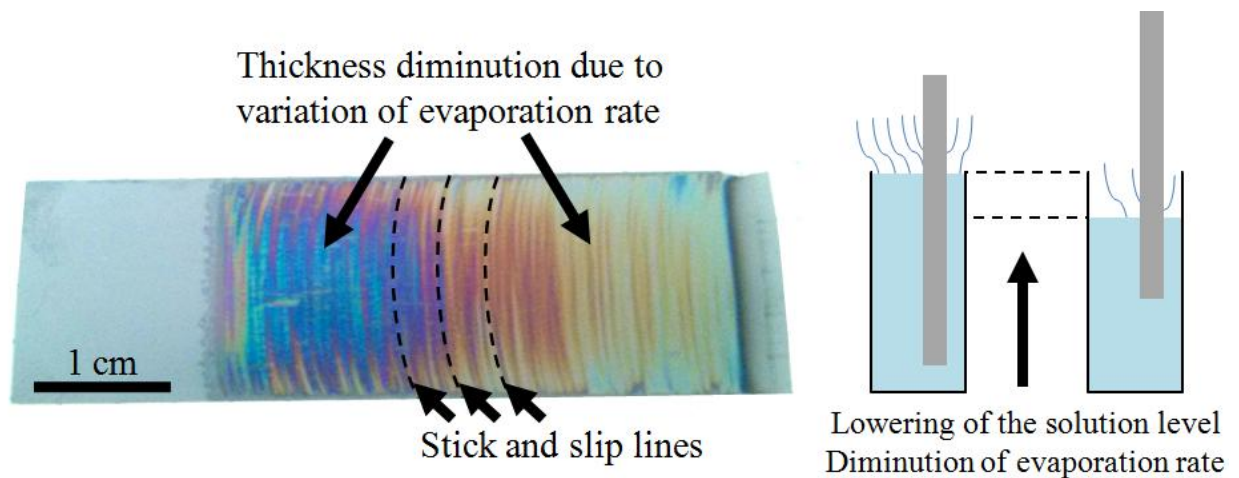 Thickness diminution due to
variation of evaporation rate
1 cm
Stick and slip lines
Lowering of the solution level
Diminution of evaporation rate